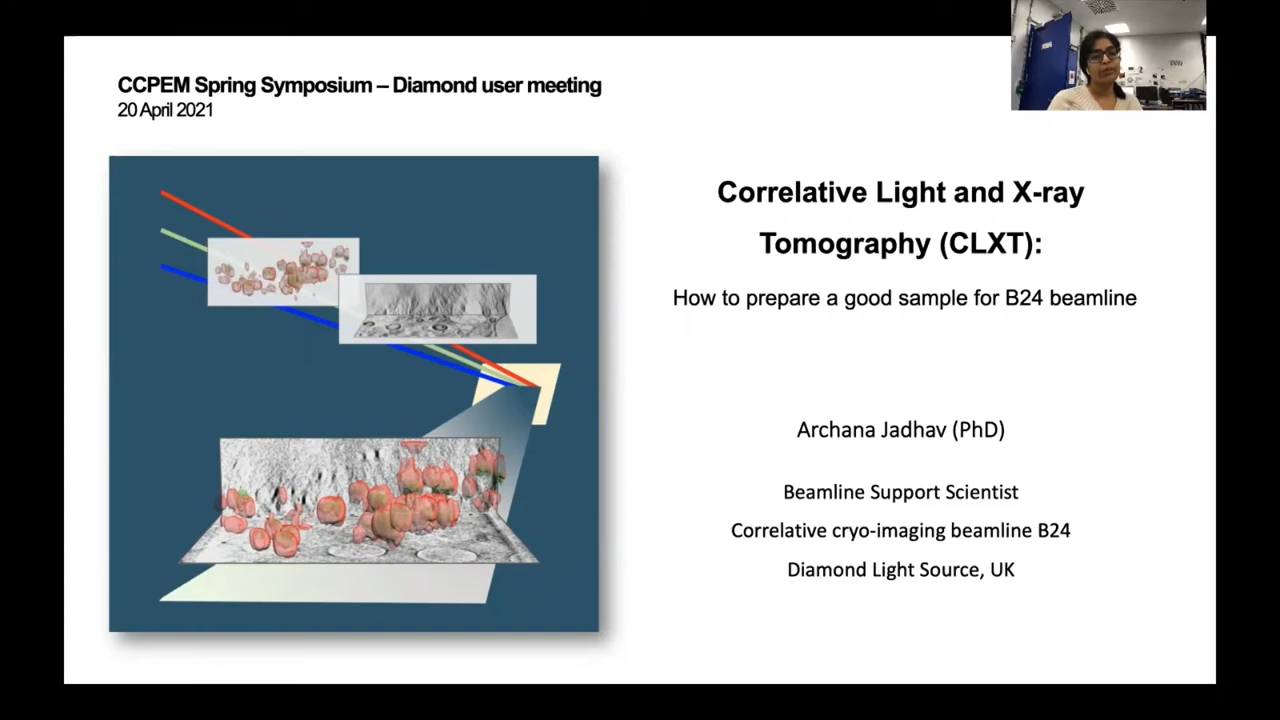 CCPEM Spring Symposium – Diamond user meeting
20 April 2021
Correlative Light and X-ray
Tomography (CLXT):
How to prepare a good sample for B24 beamline
Archana Jadhav (PhD)
Beamline Support Scientist
Correlative cryo-imaging beamline B24
Diamond Light Source, UK